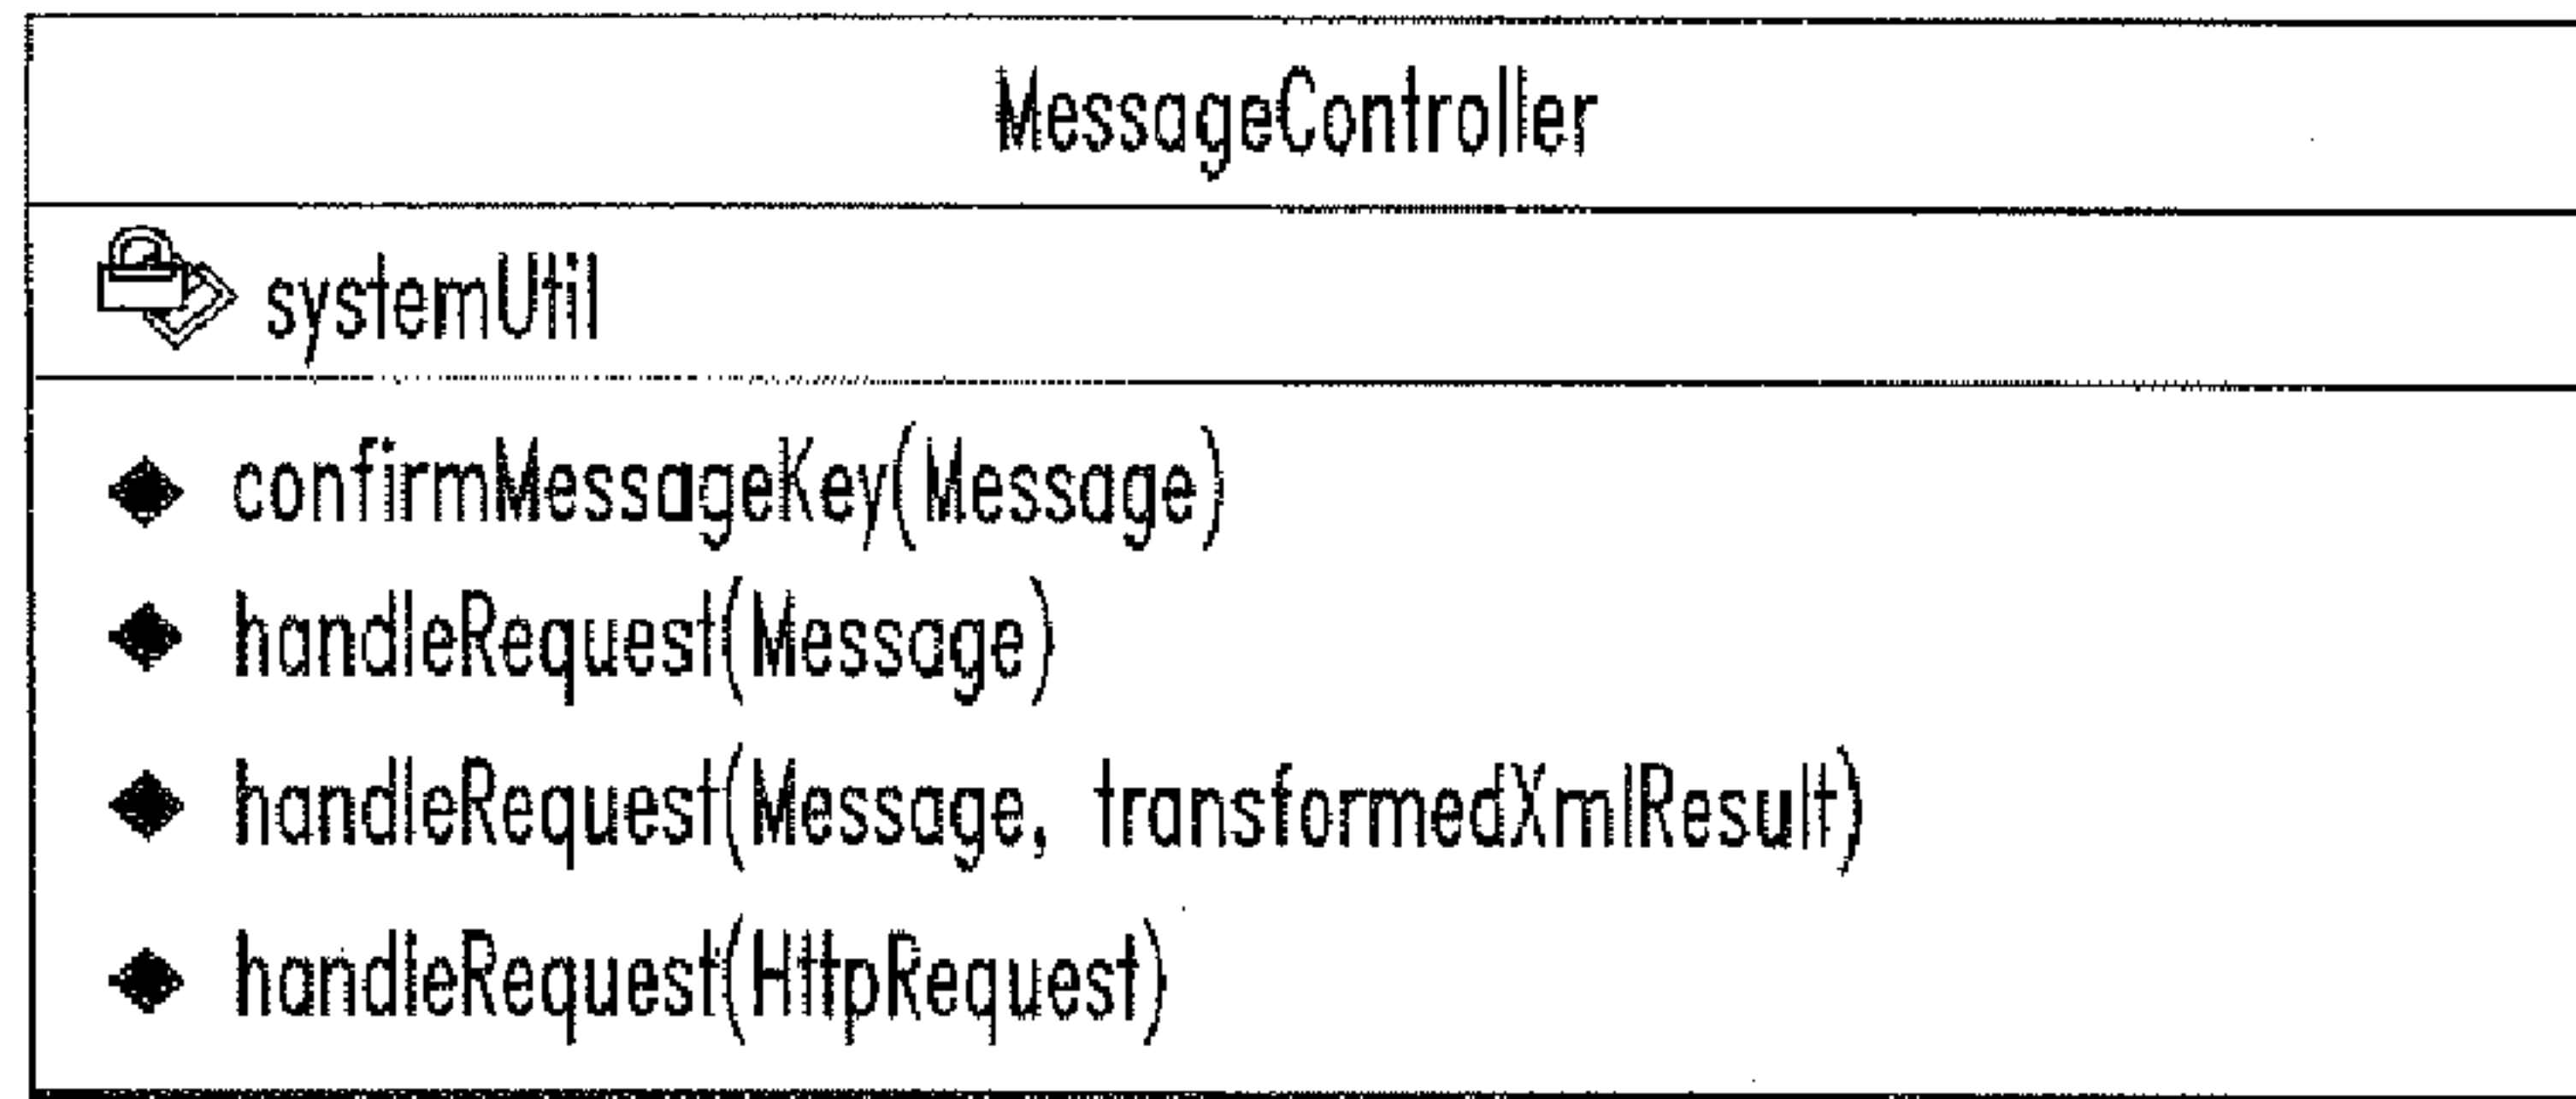 MessageController
systemUtil
confirmMessageKey(Message)
handleRequest(Message)
handleRequest(Message, transformedXmlResult)
handleRequest(HttpRequest)